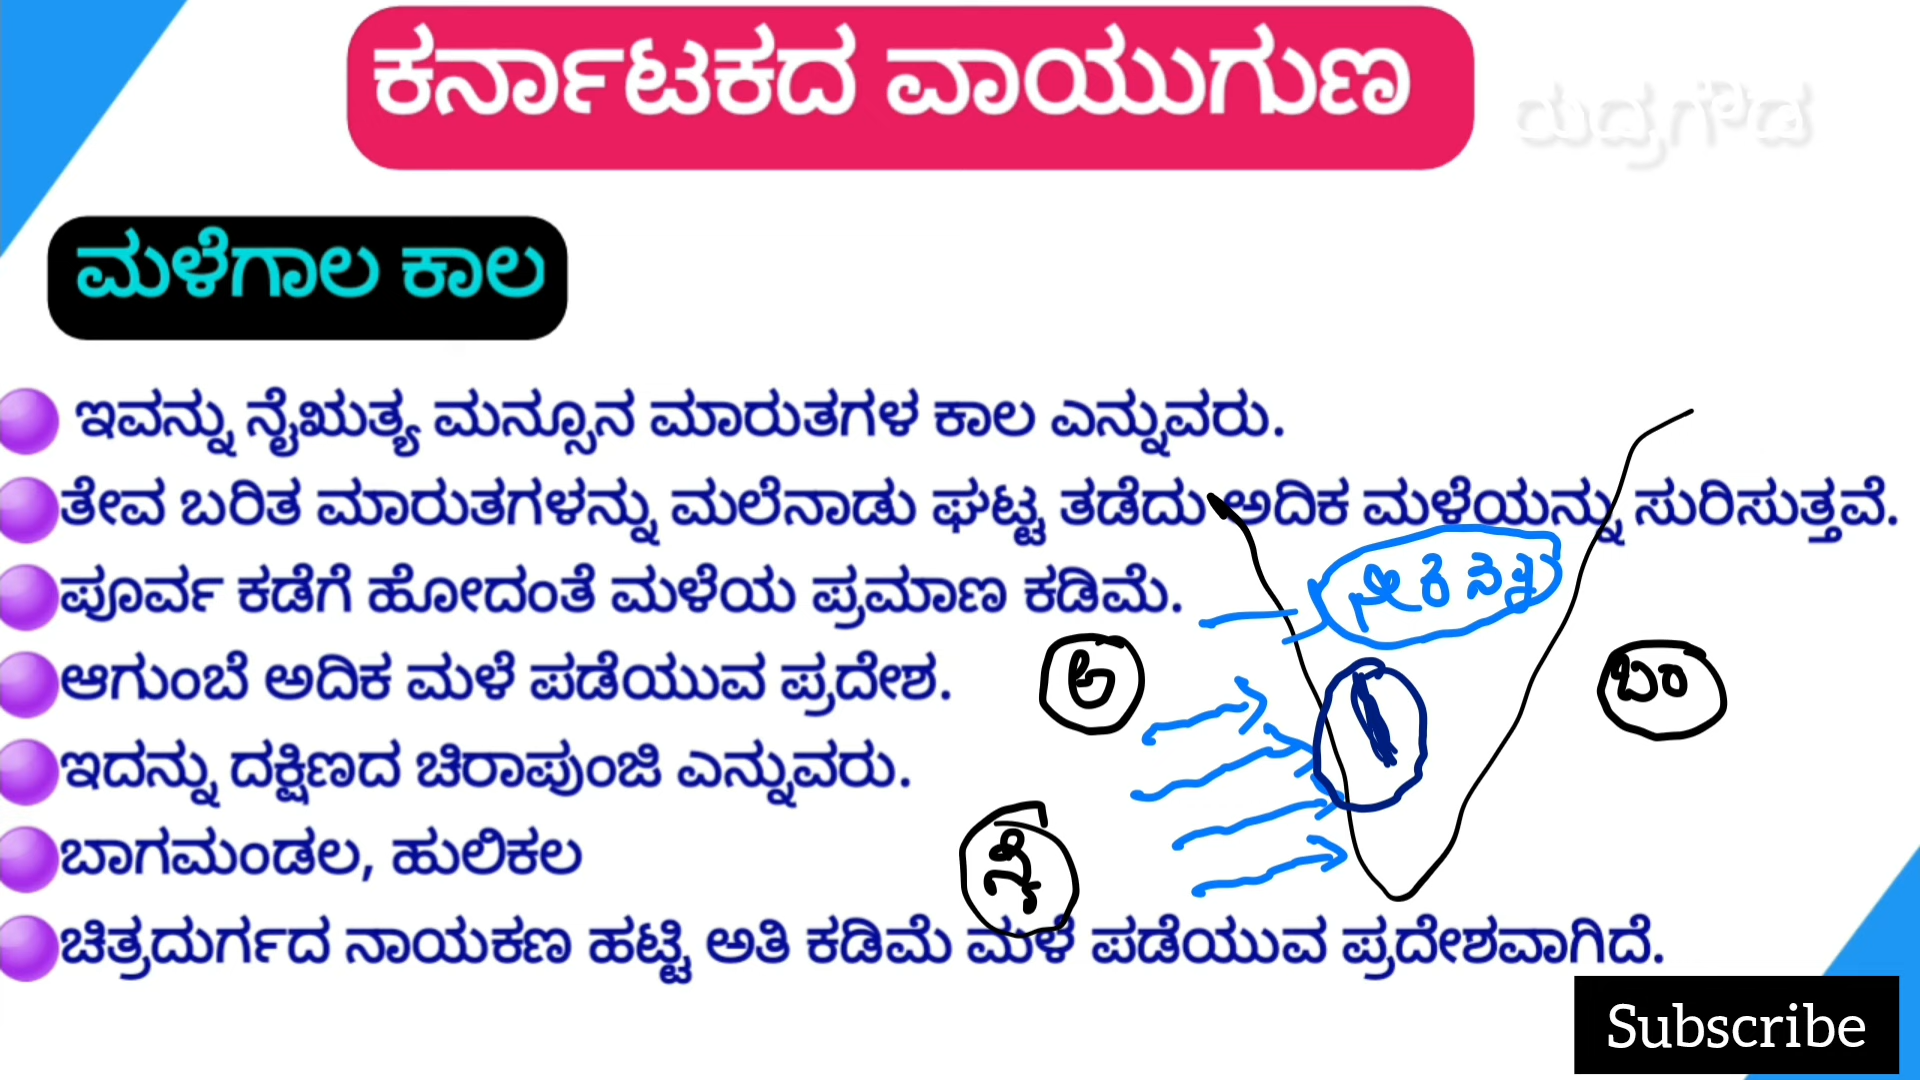 ಕರ್ನಾಟಕದ ವಾಯುಗುಣ
ರುದ್ರಗೌಡ
ಮಳೆಗಾಲ ಕಾಲ
ಇವನ್ನು ನೈಋತ್ಯ ಮನ್ಸೂನ ಮಾರುತಗಳ ಕಾಲ ಎನ್ನುವರು.
ತೇವ ಬರಿತ ಮಾರುತಗಳನ್ನು ಮಲೆನಾಡು ಘಟ್ಟ ತಡೆದು ಅದಿಕ ಮಳೆಯನ್ನು ಸುರಿಸುತ್ತವೆ.
ಪೂರ್ವ ಕಡೆಗೆ ಹೋದಂತೆ ಮಳೆಯ ಪ್ರಮಾಣ ಕಡಿಮೆ.
ಆಗುಂಬೆ ಅದಿಕ ಮಳೆ ಪಡೆಯುವ ಪ್ರದೇಶ.
ಅ
ಬಂ
ಇದನ್ನು ದಕ್ಷಿಣದ ಚಿರಾಪುಂಜಿ ಎನ್ನುವರು.
ಬಾಗಮಂಡಲ, ಹುಲಿಕಲ
ನೈ
ಚಿತ್ರದುರ್ಗದ ನಾಯಕಣ ಹಟ್ಟಿ ಅತಿ ಕಡಿಮೆ ಮಳೆ ಪಡೆಯುವ ಪ್ರದೇಶವಾಗಿದೆ.
Subscribe